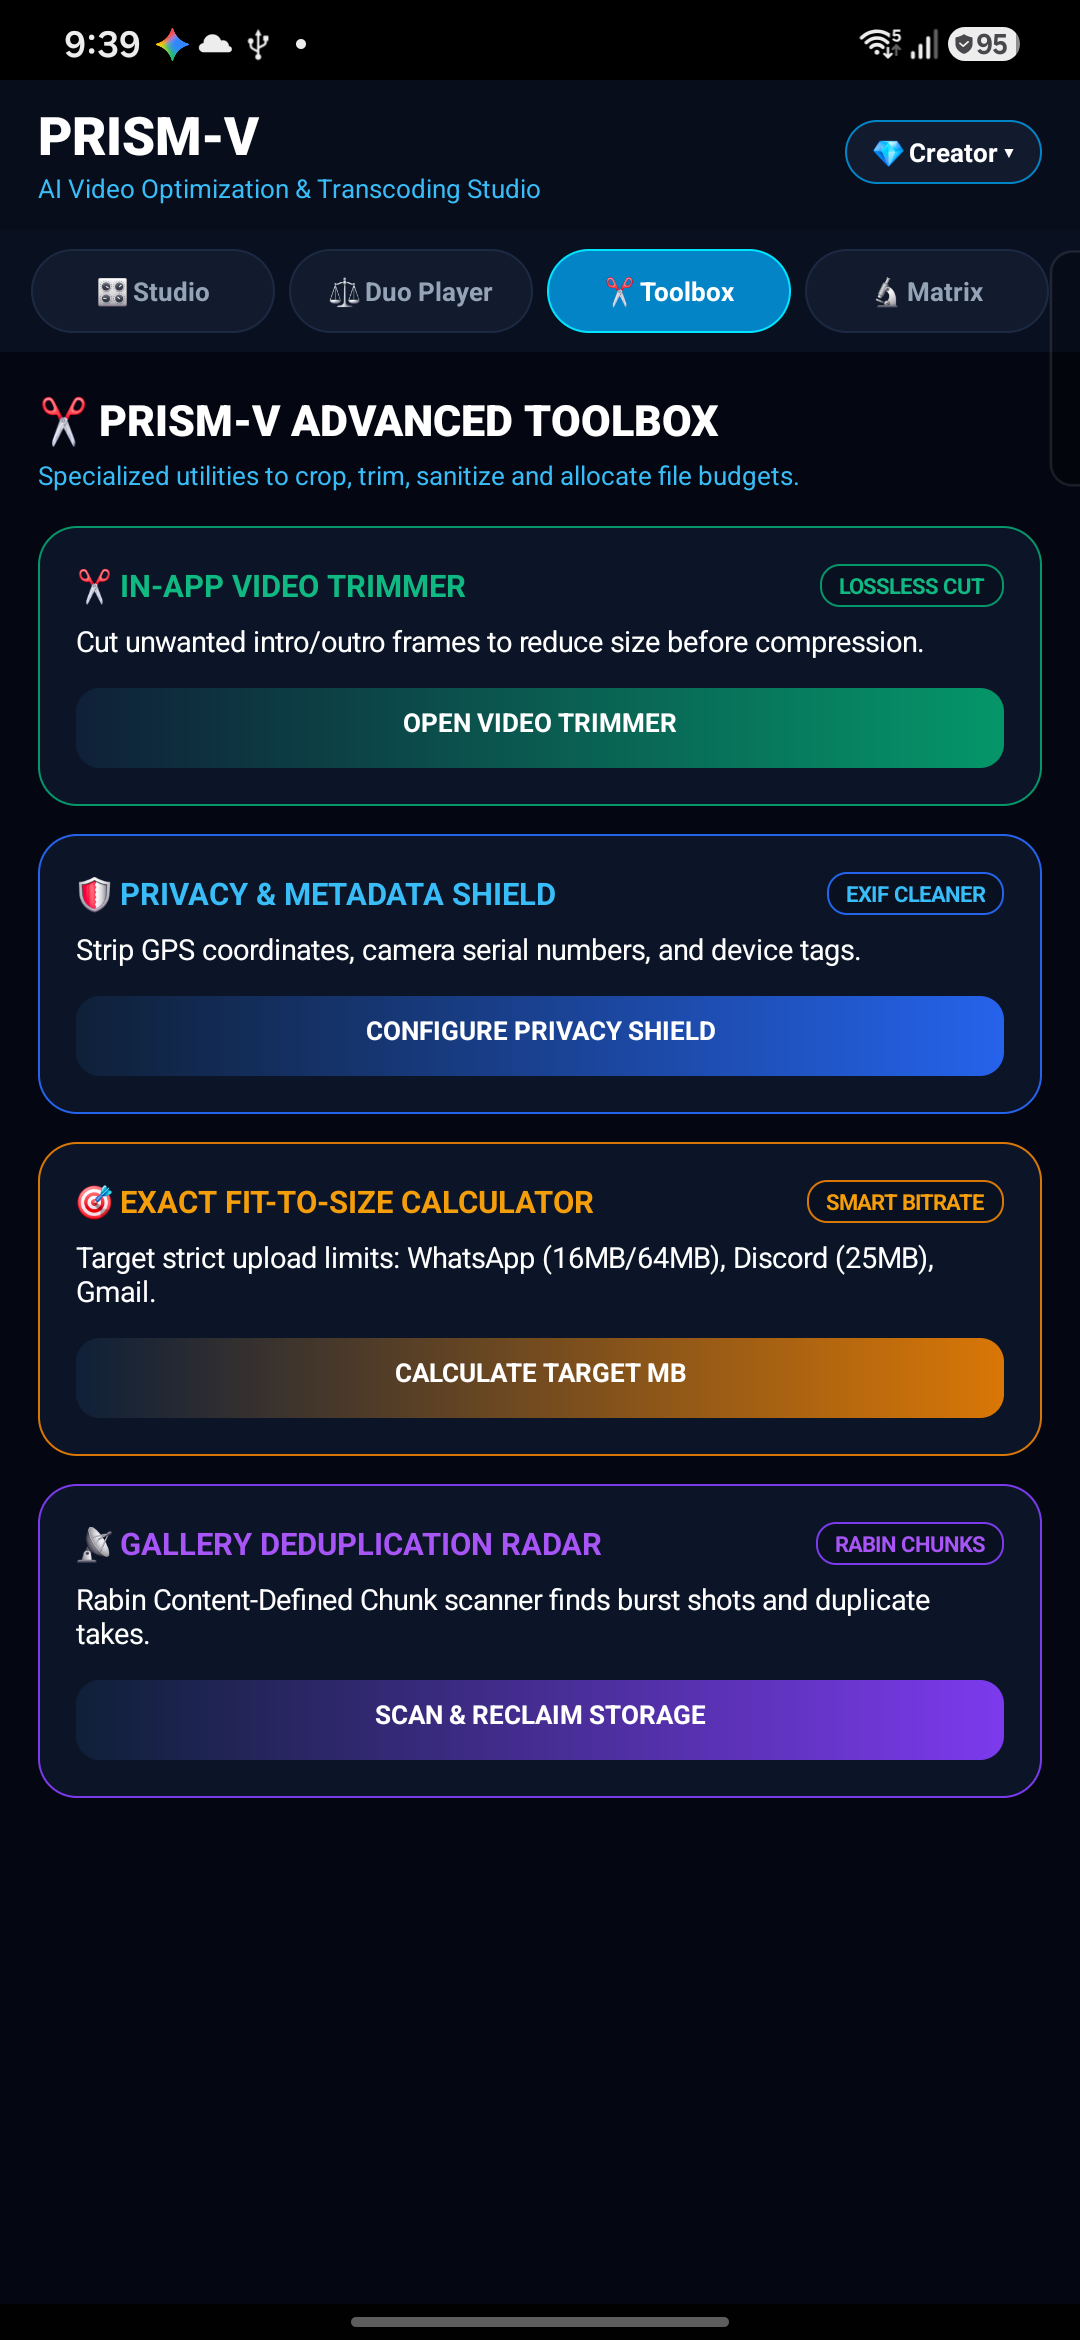 9:39
5
95
PRISM-V
AI Video Optimization & Transcoding Studio
Creator
Studio
Duo Player
Toolbox
Matrix
PRISM-V ADVANCED TOOLBOX
Specialized utilities to crop, trim, sanitize and allocate file budgets.
IN-APP VIDEO TRIMMER
LOSSLESS CUT
Cut unwanted intro/outro frames to reduce size before compression.
OPEN VIDEO TRIMMER
PRIVACY & METADATA SHIELD
EXIF CLEANER
Strip GPS coordinates, camera serial numbers, and device tags.
CONFIGURE PRIVACY SHIELD
EXACT FIT-TO-SIZE CALCULATOR
SMART BITRATE
Target strict upload limits: WhatsApp (16MB/64MB), Discord (25MB),
Gmail.
CALCULATE TARGET MB
GALLERY DEDUPLICATION RADAR
RABIN CHUNKS
Rabin Content-Defined Chunk scanner finds burst shots and duplicate
takes.
SCAN & RECLAIM STORAGE